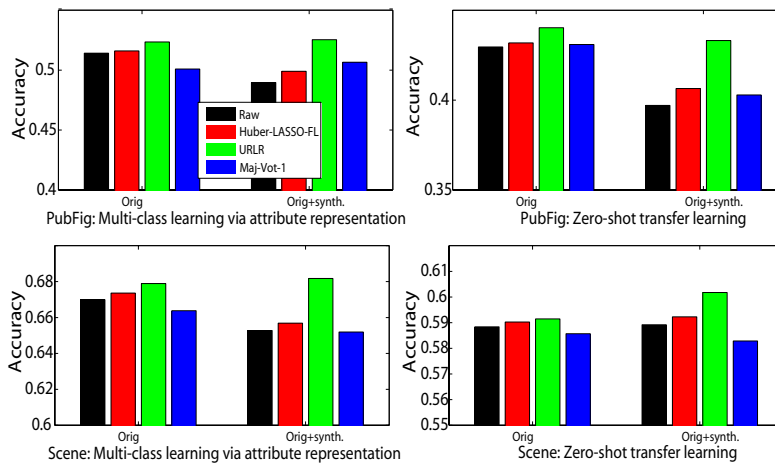 Accuracy
0.5
0.45
0.4
Raw
Huber-LASSO-FL
URLR
Maj-Vot-1
Orig
Orig+synth.
PubFig: Multi-class learning via attribute representation
Accuracy
0.4
0.35
Orig
Orig+synth.
PubFig: Zero-shot transfer learning
Accuracy
0.68
0.66
0.64
0.62
0.6
Orig
Orig+synth.
Scene: Multi-class learning via attribute representation
Accuracy
0.61
0.6
0.59
0.58
0.57
0.56
0.55
Orig
Orig+synth.
Scene: Zero-shot transfer learning